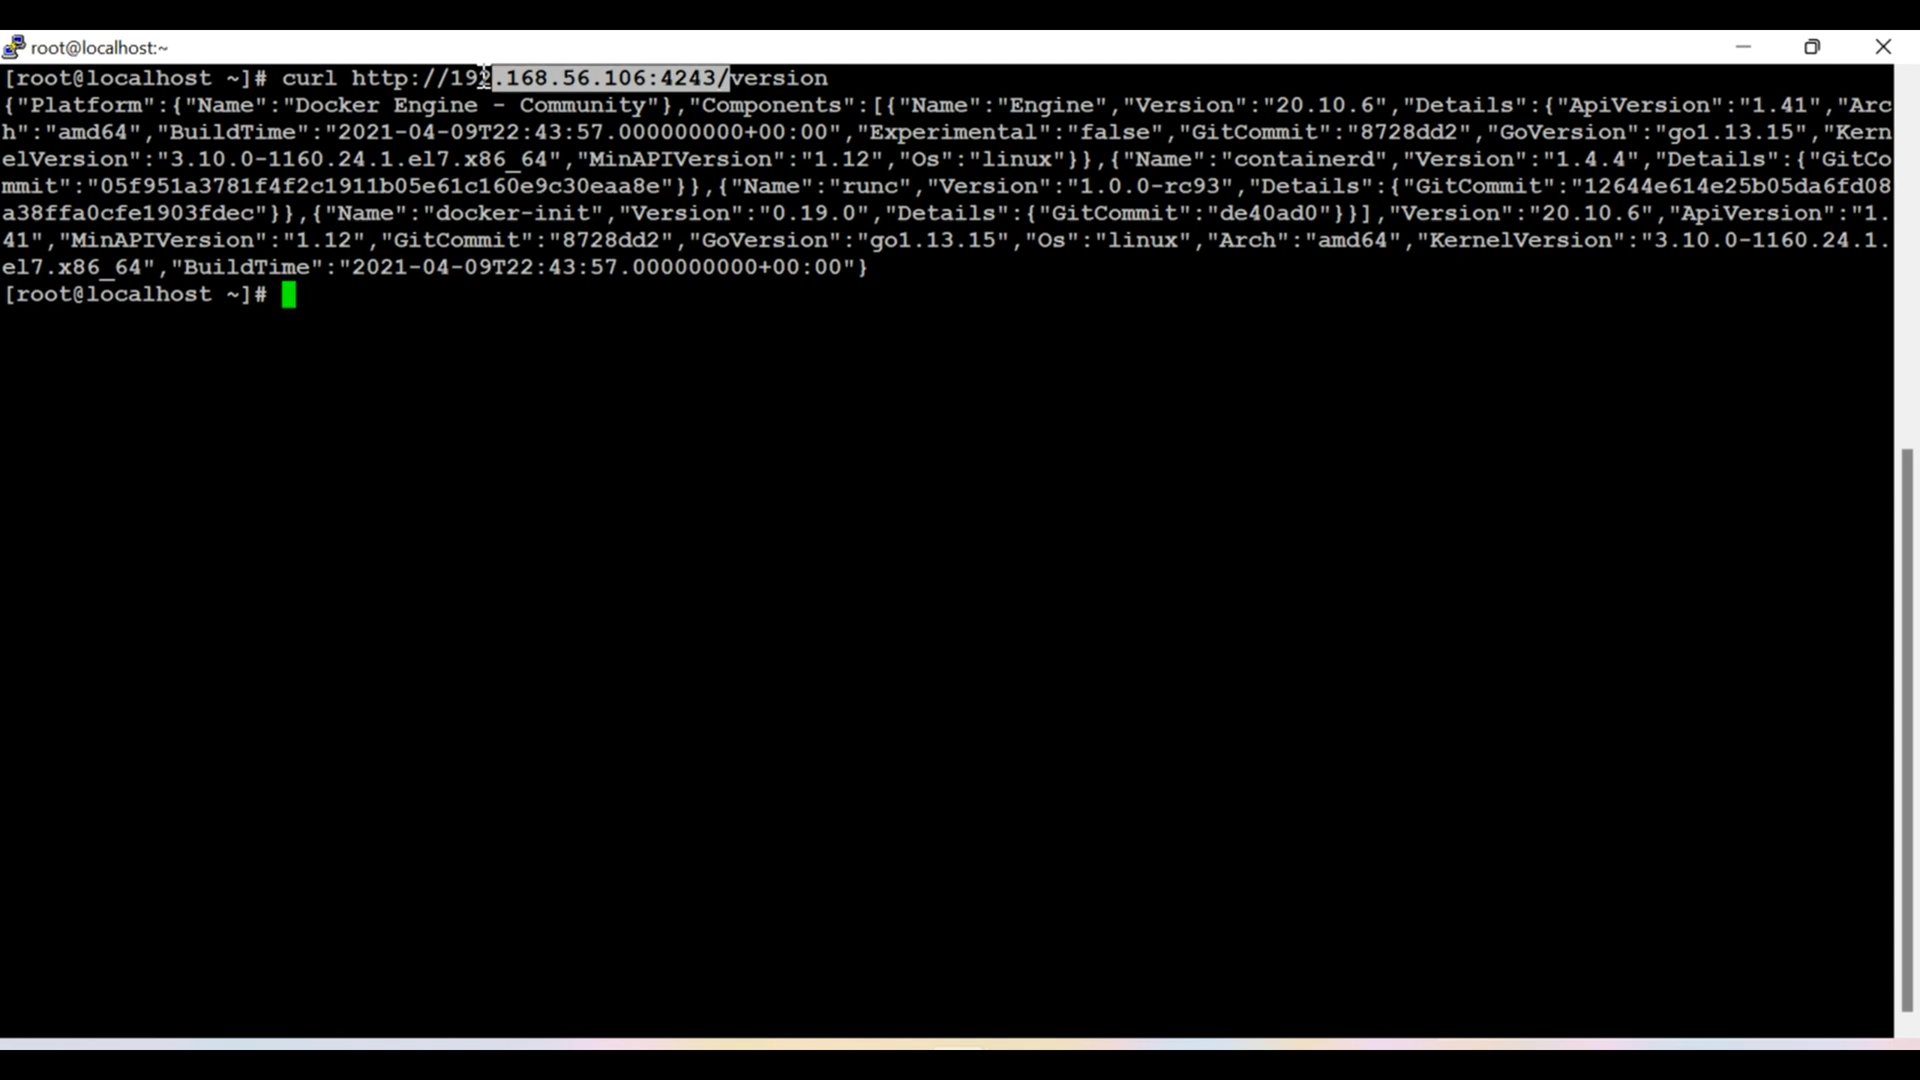 root@localhost:~
[root@localhost ~]# curl http://192.168.56.106:4243/version
{"Platform":{"Name":"Docker Engine - Community"},"Components":[{"Name":"Engine","Version":"20.10.6","Details":{"ApiVersion":"1.41","Arc
h":"amd64","BuildTime":"2021-04-09T22:43:57.000000000+00:00","Experimental":"false","GitCommit":"8728dd2","GoVersion":"go1.13.15","Kern
elVersion":"3.10.0-1160.24.1.el7.x86_64","MinAPIVersion":"1.12","Os":"linux"}},{"Name":"containerd","Version":"1.4.4","Details":{"GitCo
mmit":"05f951a3781f4f2c1911b05e61c160e9c30eaa8e"}},{"Name":"runc","Version":"1.0.0-rc93","Details":{"GitCommit":"12644e614e25b05da6fd08
a38ffa0cfe1903fdec"}},{"Name":"docker-init","Version":"0.19.0","Details":{"GitCommit":"de40ad0"}}],"Version":"20.10.6","ApiVersion":"1.
41","MinAPIVersion":"1.12","GitCommit":"8728dd2","GoVersion":"go1.13.15","Os":"linux","Arch":"amd64","KernelVersion":"3.10.0-1160.24.1.
el7.x86_64","BuildTime":"2021-04-09T22:43:57.000000000+00:00"}
[root@localhost ~]#